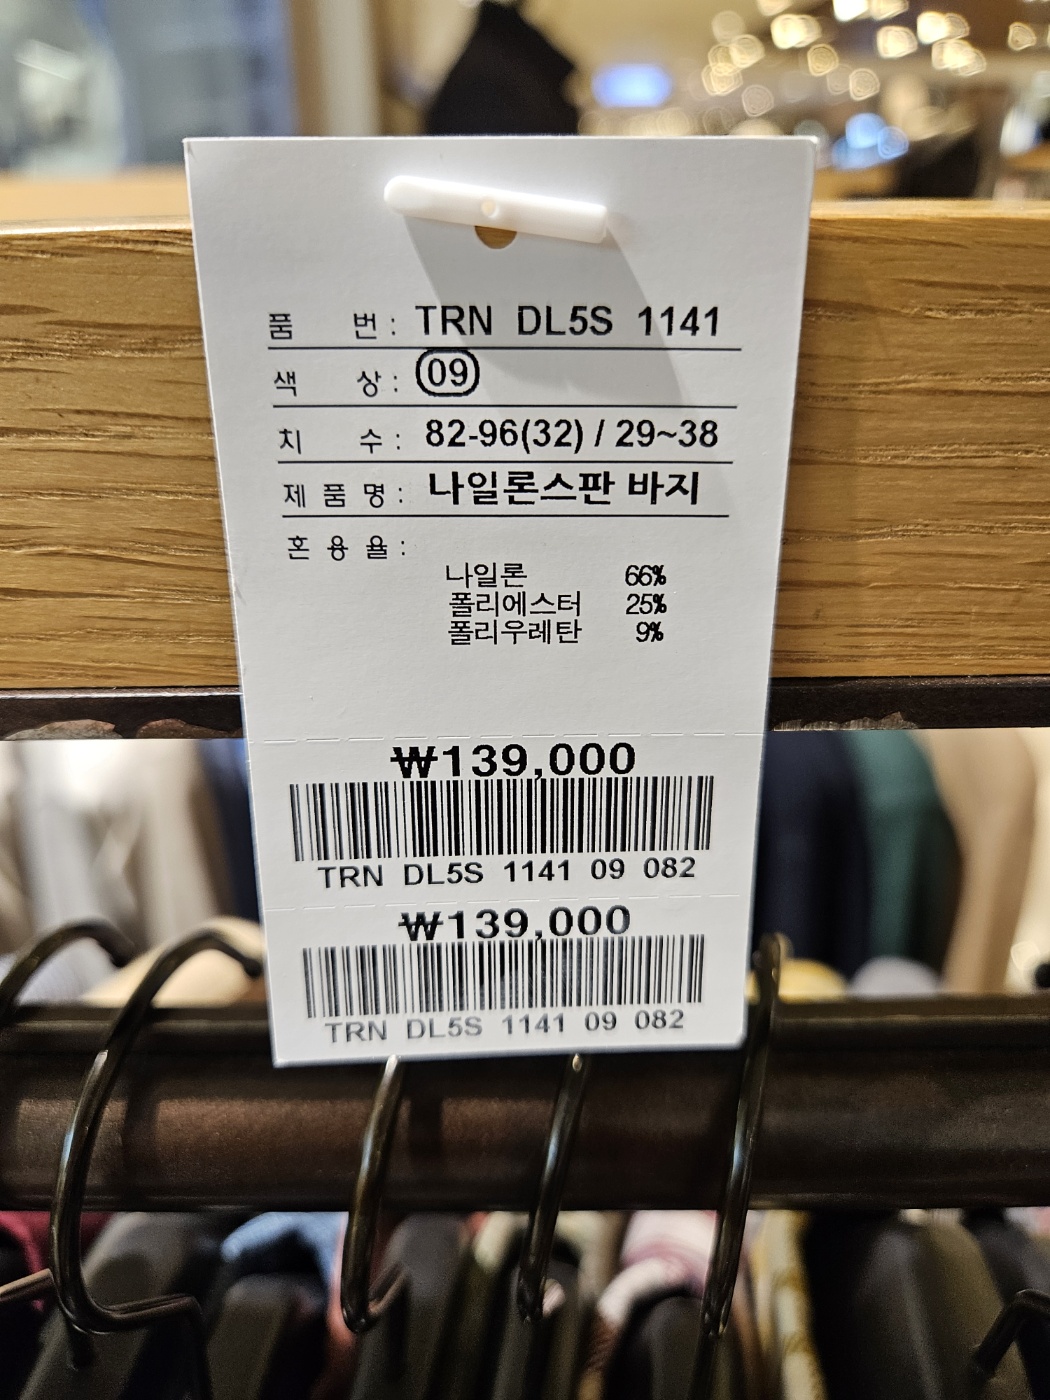 품 번 : TRN DL5S 1141
색 상 : 09
치 수 : 82-96(32) / 29~38
제 품 명 : 나일론스판 바지
혼 용 율 :
나일론 66%
폴리에스터 25%
폴리우레탄 9%
₩139,000
TRN DL5S 1141 09 082
₩139,000
TRN DL5S 1141 09 082